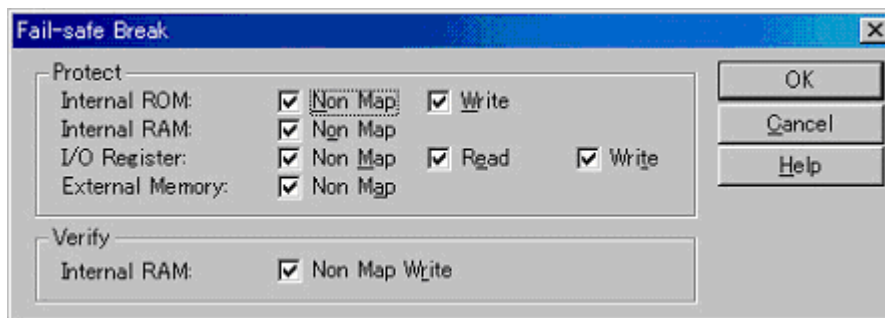 Fail-safe Break
Protect
Internal ROM: Non Map Write
Internal RAM: Non Map
I/O Register: Non Map Read Write
External Memory: Non Map
Verify
Internal RAM: Non Map Write
OK
Cancel
Help